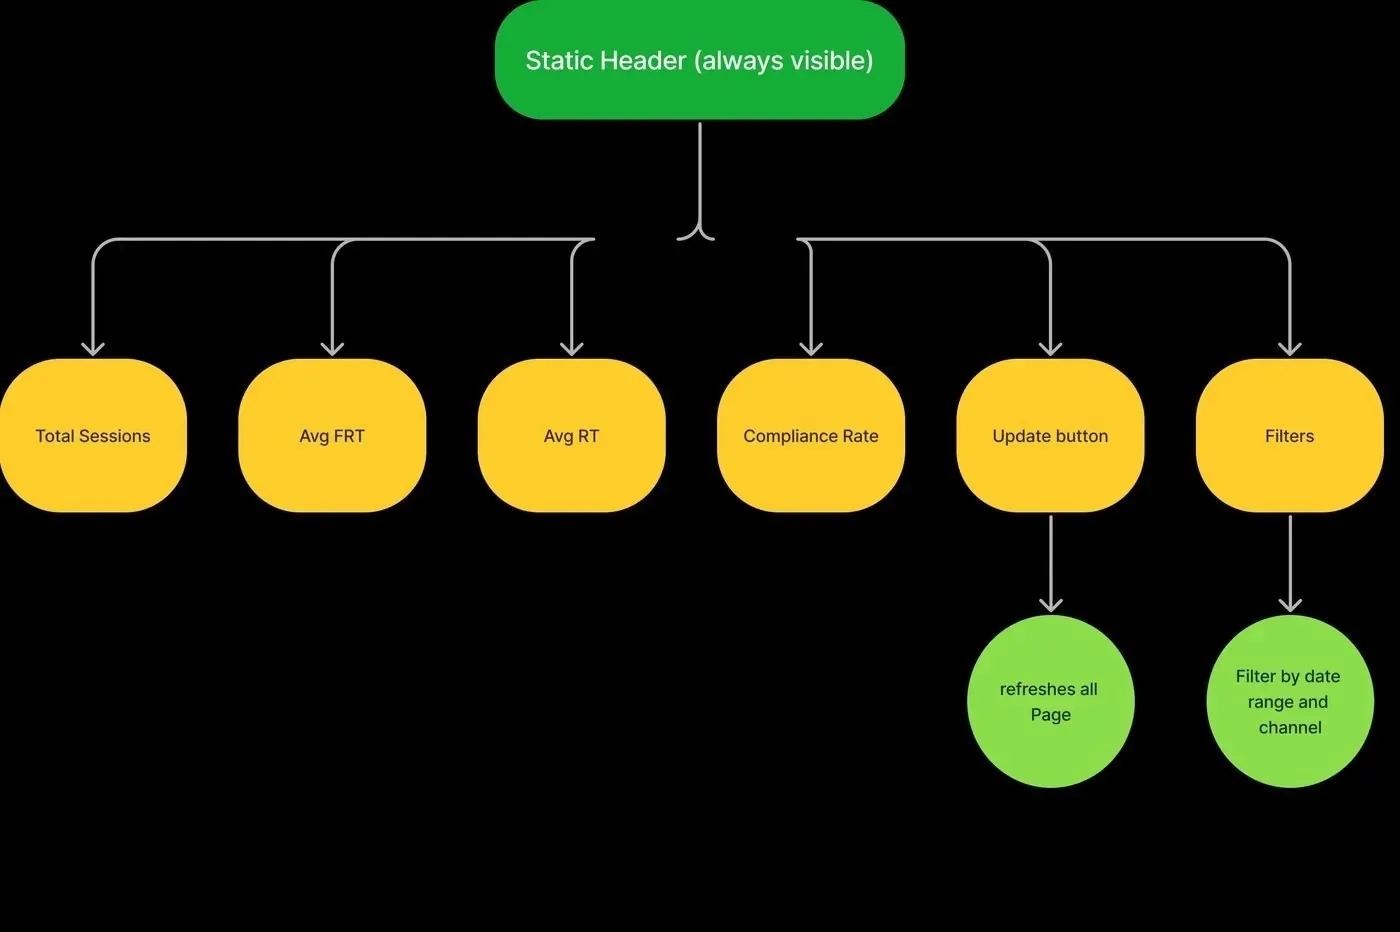 Static Header (always visible)
Total Sessions
Avg FRT
Avg RT
Compliance Rate
Update button
Filters
refreshes all
Page
Filter by date
range and
channel